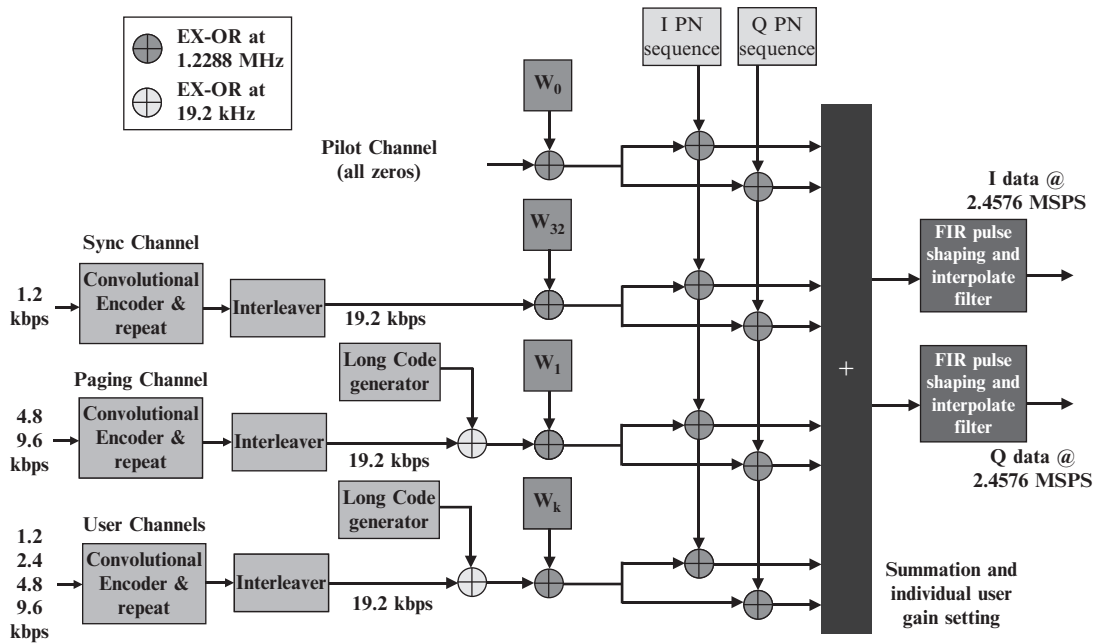 EX-OR at
1.2288 MHz
EX-OR at
19.2 kHz
I PN
sequence
Q PN
sequence
W0
Pilot Channel
(all zeros)
W32
Sync Channel
1.2
kbps
Convolutional
Encoder &
repeat
Interleaver
19.2 kbps
Long Code
generator
W1
Paging Channel
4.8
9.6
kbps
Convolutional
Encoder &
repeat
Interleaver
19.2 kbps
Long Code
generator
Wk
User Channels
1.2
2.4
4.8
9.6
kbps
Convolutional
Encoder &
repeat
Interleaver
19.2 kbps
+
I data @
2.4576 MSPS
FIR pulse
shaping and
interpolate
filter
FIR pulse
shaping and
interpolate
filter
Q data @
2.4576 MSPS
Summation and
individual user
gain setting